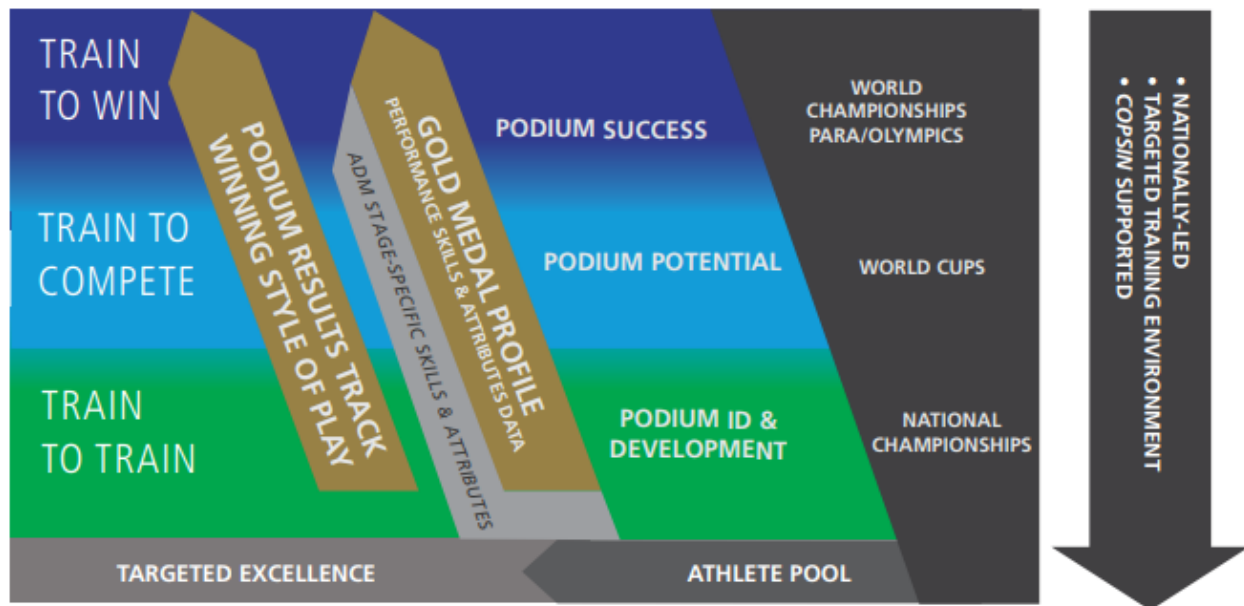 TRAIN
TO WIN
TRAIN TO
COMPETE
TRAIN
TO TRAIN
PODIUM RESULTS TRACK
WINNING STYLE OF PLAY
ADM STAGE-SPECIFIC SKILLS & ATTRIBUTES
GOLD MEDAL PROFILE
PERFORMANCE SKILLS & ATTRIBUTES DATA
PODIUM SUCCESS
PODIUM POTENTIAL
PODIUM ID &
DEVELOPMENT
WORLD
CHAMPIONSHIPS
PARA/OLYMPICS
WORLD CUPS
NATIONAL
CHAMPIONSHIPS
TARGETED EXCELLENCE
ATHLETE POOL
• NATIONALLY-LED
• TARGETED TRAINING ENVIRONMENT
• COPSIN SUPPORTED